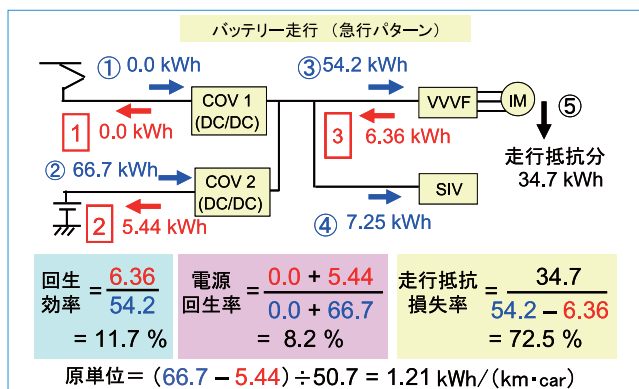 バッテリー走行 （急行パターン）
① 0.0 kWh
③ 54.2 kWh
COV 1
(DC/DC)
VVVF
IM
1
0.0 kWh
3
6.36 kWh
⑤
走行抵抗分
34.7 kWh
② 66.7 kWh
COV 2
(DC/DC)
SIV
2
5.44 kWh
④ 7.25 kWh
回生
効率
= 6.36
54.2
= 11.7 %
電源
回生率
= 0.0 + 5.44
0.0 + 66.7
= 8.2 %
走行抵抗
損失率
= 34.7
54.2 − 6.36
= 72.5 %
原単位 = (66.7 − 5.44) ÷ 50.7 = 1.21 kWh/(km･car)